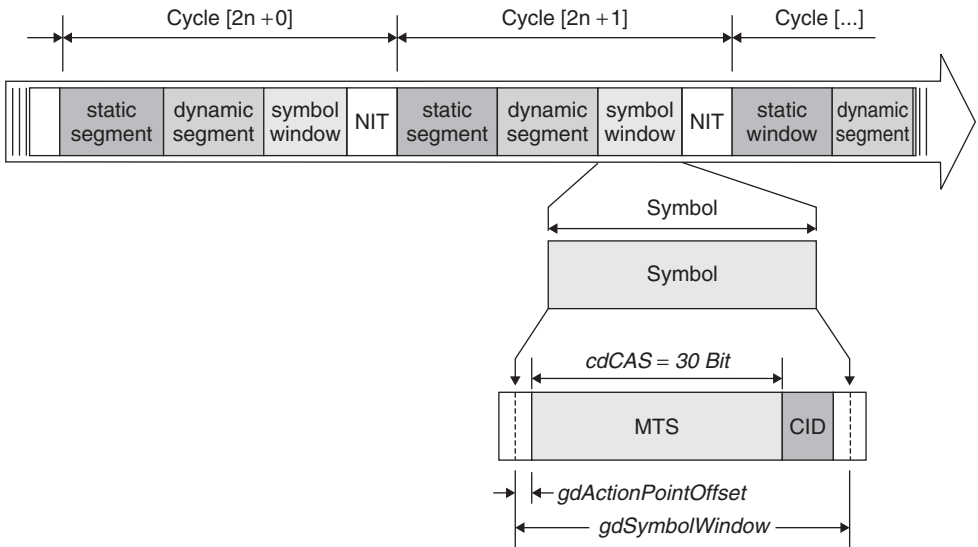 Cycle [2n +0]
Cycle [2n +1]
Cycle [...]
static segment
dynamic segment
symbol window
NIT
static segment
dynamic segment
symbol window
NIT
static window
dynamic segment
Symbol
Symbol
cdCAS = 30 Bit
MTS
CID
gdActionPointOffset
gdSymbolWindow